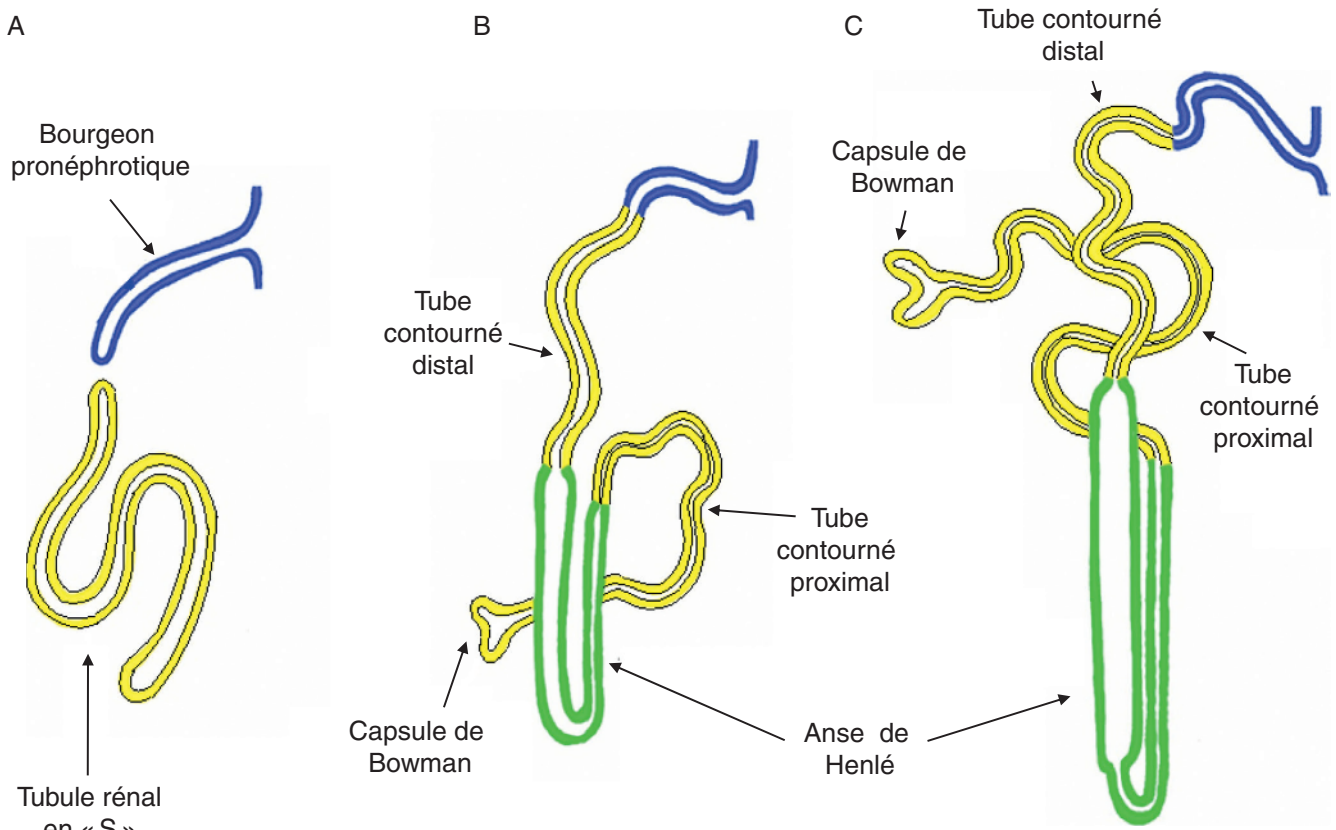 A
Bourgeon
pronéphrotique
Tubule rénal
en « S »
B
Tube
contourné
distal
Tube
contourné
proximal
Capsule de
Bowman
Anse de
Henlé
C
Tube contourné
distal
Capsule de
Bowman
Tube
contourné
proximal